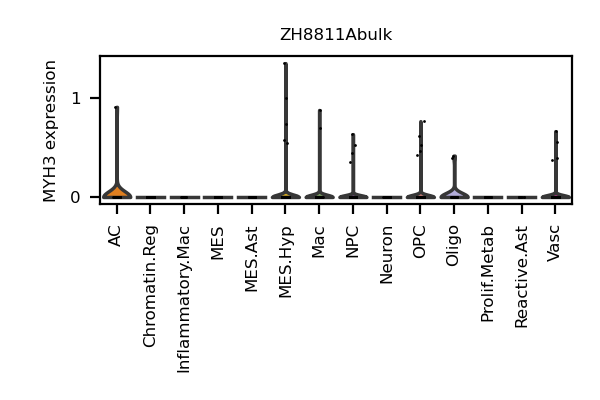 ZH8811Abulk
MYH3 expression
1
0
AC
Chromatin.Reg
Inflammatory.Mac
MES
MES.Ast
MES.Hyp
Mac
NPC
Neuron
OPC
Oligo
Prolif.Metab
Reactive.Ast
Vasc